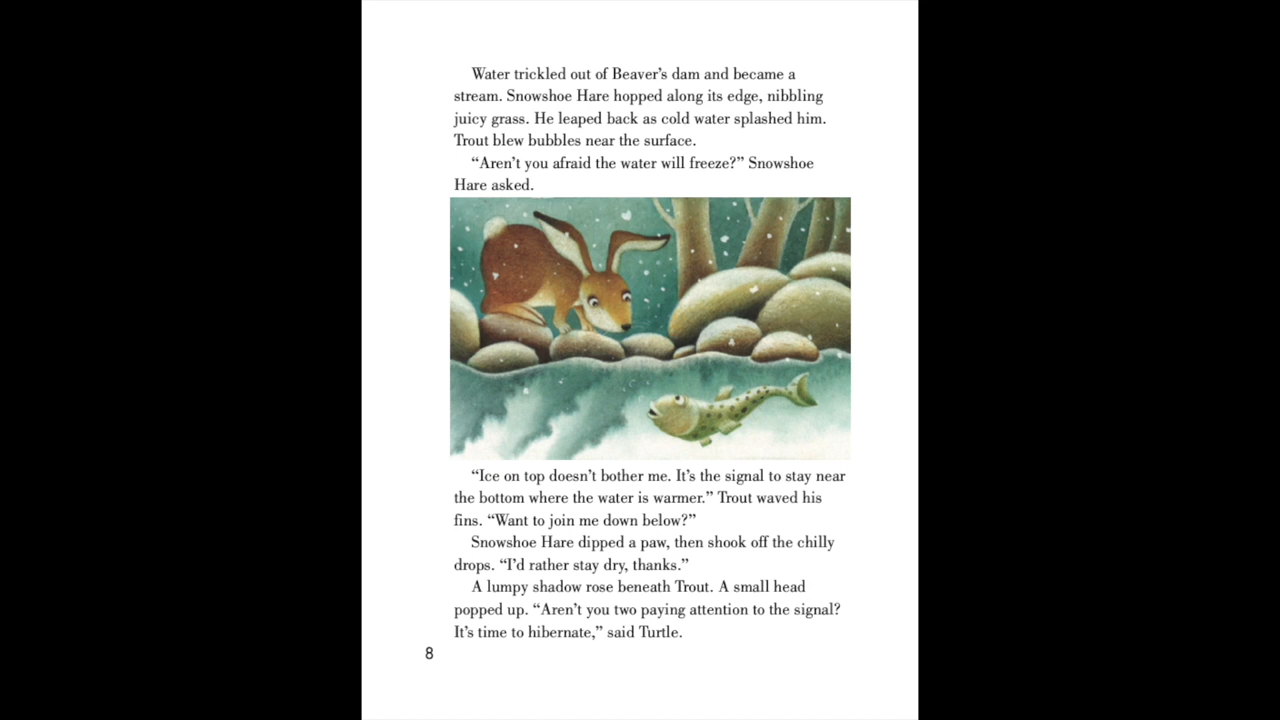 Water trickled out of Beaver’s dam and became a
stream. Snowshoe Hare hopped along its edge, nibbling
juicy grass. He leaped back as cold water splashed him.
Trout blew bubbles near the surface.
“Aren’t you afraid the water will freeze?” Snowshoe
Hare asked.
“Ice on top doesn’t bother me. It’s the signal to stay near
the bottom where the water is warmer.” Trout waved his
fins. “Want to join me down below?”
Snowshoe Hare dipped a paw, then shook off the chilly
drops. “I’d rather stay dry, thanks.”
A lumpy shadow rose beneath Trout. A small head
popped up. “Aren’t you two paying attention to the signal?
It’s time to hibernate,” said Turtle.
8